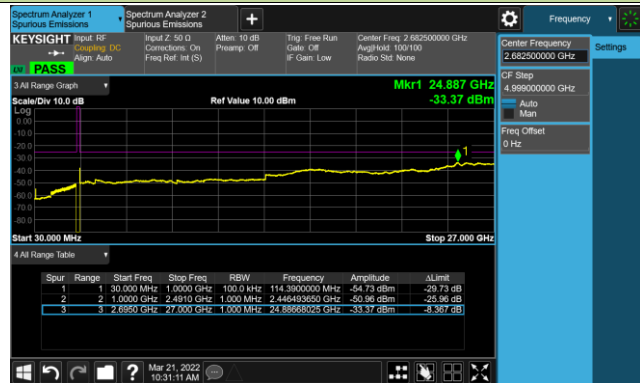 Spectrum Analyzer 1
Spurious Emissions
Spectrum Analyzer 2
Spurious Emissions
Frequency
KEYSIGHT
Input: RF
Coupling: DC
Align: Auto
Input Z: 50 Ω
Corrections: On
Freq Ref: Int (S)
Atten: 10 dB
Preamp: Off
Trig: Free Run
Gate: Off
IF Gain: Low
Center Freq: 2.682500000 GHz
Avg|Hold: 100/100
Radio Std: None
PASS
Center Frequency
2.682500000 GHz
Settings
CF Step
4.999000000 GHz
Auto
Man
Freq Offset
0 Hz
3 All Range Graph
Mkr1 24.887 GHz
-33.37 dBm
Scale/Div 10.0 dB
Ref Value 10.00 dBm
Log
0.00
-10.0
-20.0
-30.0
-40.0
-50.0
-60.0
-70.0
-80.0
1
Start 30.000 MHz
Stop 27.000 GHz
4 All Range Table
Spur Range Start Freq Stop Freq RBW Frequency Amplitude ΔLimit
1 1 30.000 MHz 1.0000 GHz 100.0 kHz 114.3900000 MHz -54.73 dBm -29.73 dB
2 2 1.0000 GHz 2.4910 GHz 1.000 MHz 2.446493650 GHz -50.96 dBm -25.96 dB
3 3 2.6950 GHz 27.000 GHz 1.000 MHz 24.88668025 GHz -33.37 dBm -8.367 dB
Mar 21, 2022
10:31:11 AM